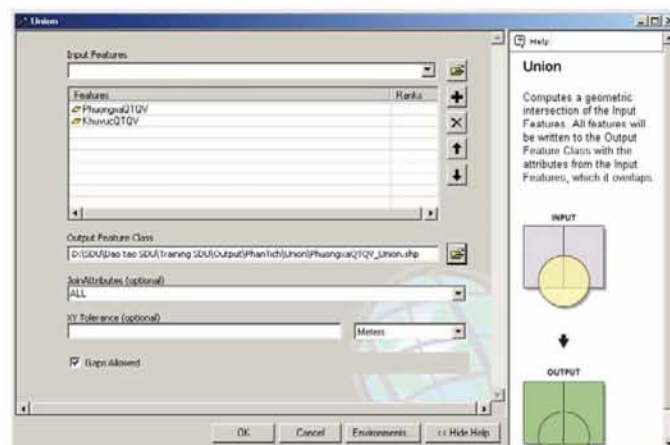 Union
Input Features
Features Ranks
PhuongxaQTQV
KhuvucQTQV
Output Feature Class
D:\SDU\Dao tao SDU\Training SDU\Output\PhanTich\Union\PhuongxaQTQV_Union.shp
JoinAttributes (optional)
ALL
XY Tolerance (optional)
Meters
Gaps Allowed
OK Cancel Environments... << Hide Help
Help
Union
Computes a geometric
intersection of the Input
Features. All features will
be written to the Output
Feature Class with the
attributes from the Input
Features, which it overlaps.
INPUT
OUTPUT